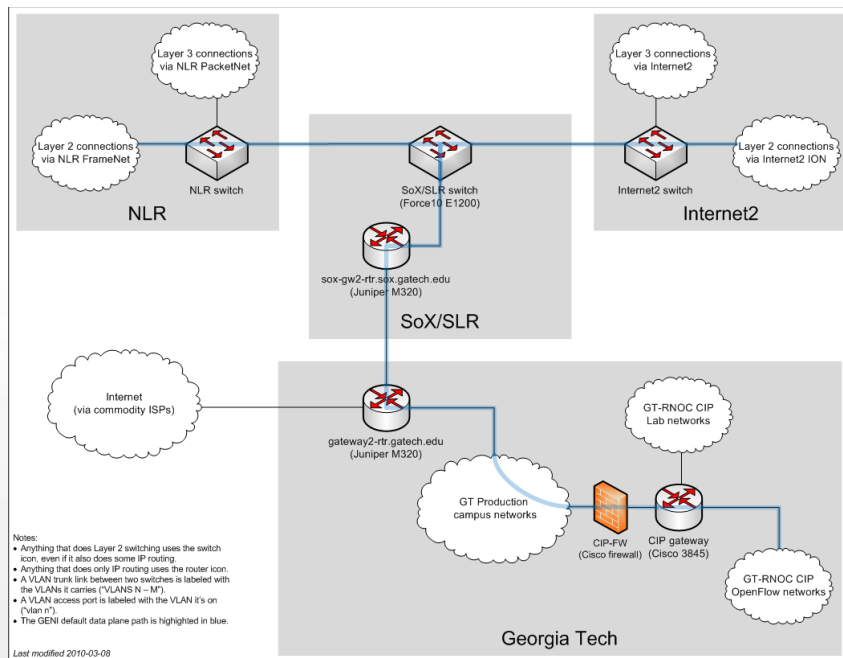 Layer 3 connections
via NLR PacketNet
Layer 3 connections
via Internet2
Layer 2 connections
via NLR FrameNet
NLR switch
NLR
SoX/SLR switch
(Force10 E1200)
Internet2 switch
Layer 2 connections
via Internet2 ION
Internet2
sox-gw2-rtr.sox.gatech.edu
(Juniper M320)
SoX/SLR
Internet
(via commodity ISPs)
gateway2-rtr.gatech.edu
(Juniper M320)
GT-RNOC CIP
Lab networks
GT Production
campus networks
CIP-FW
(Cisco firewall)
CIP gateway
(Cisco 3845)
GT-RNOC CIP
OpenFlow networks
Georgia Tech
Notes:
• Anything that does Layer 2 switching uses the switch
icon, even if it also does some IP routing.
• Anything that does only IP routing uses the router icon.
• A VLAN trunk link between two switches is labeled with
the VLANs it carries ("VLANS N – M").
• A VLAN access port is labeled with the VLAN it's on
("vlan n").
• The GENI default data plane path is highighted in blue.
Last modified 2010-03-08